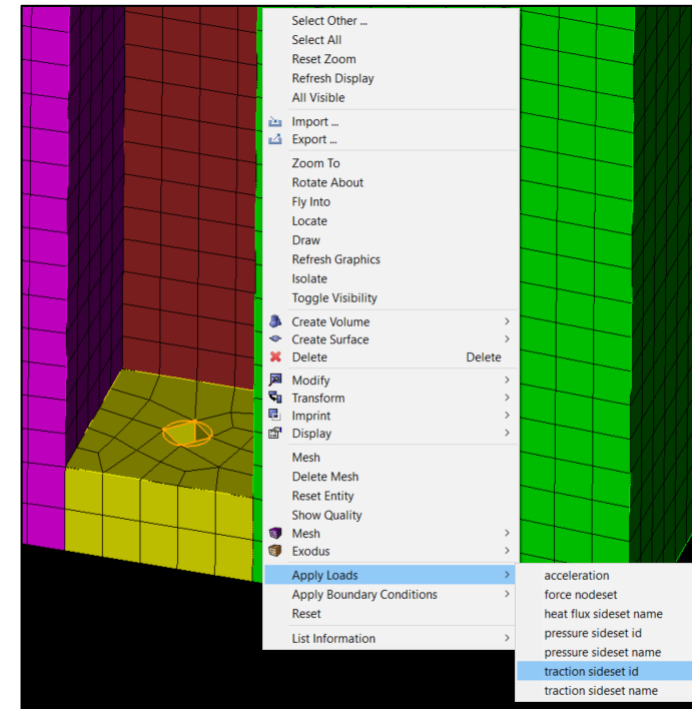 Select Other ...
Select All
Reset Zoom
Refresh Display
All Visible
Import ...
Export ...
Zoom To
Rotate About
Fly Into
Locate
Draw
Refresh Graphics
Isolate
Toggle Visibility
Create Volume >
Create Surface >
Delete Delete
Modify >
Transform >
Imprint >
Display >
Mesh
Delete Mesh
Reset Entity
Show Quality
Mesh >
Exodus >
Apply Loads >
Apply Boundary Conditions >
Reset
List Information >
acceleration
force nodeset
heat flux sideset name
pressure sideset id
pressure sideset name
traction sideset id
traction sideset name